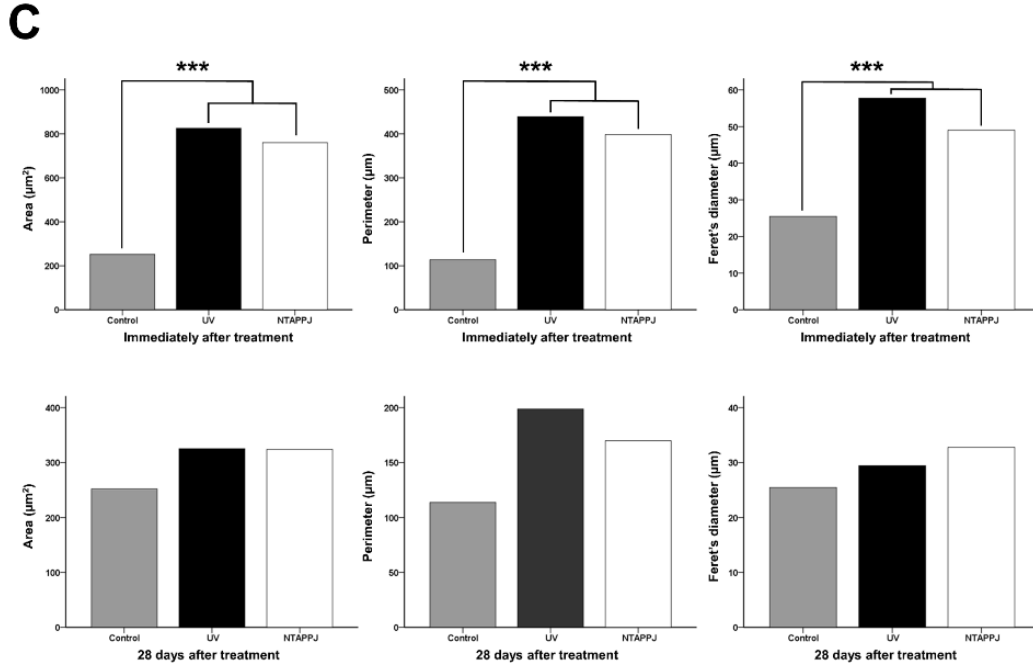 C
***
1000
800
600
400
200
0
Area (µm²)
Control UV NTAPPJ
Immediately after treatment
***
500
400
300
200
100
0
Perimeter (µm)
Control UV NTAPPJ
Immediately after treatment
***
60
50
40
30
20
10
0
Feret's diameter (µm)
Control UV NTAPPJ
Immediately after treatment
400
300
200
100
0
Area (µm²)
Control UV NTAPPJ
28 days after treatment
200
150
100
50
0
Perimeter (µm)
Control UV NTAPPJ
28 days after treatment
40
30
20
10
0
Feret's diameter (µm)
Control UV NTAPPJ
28 days after treatment